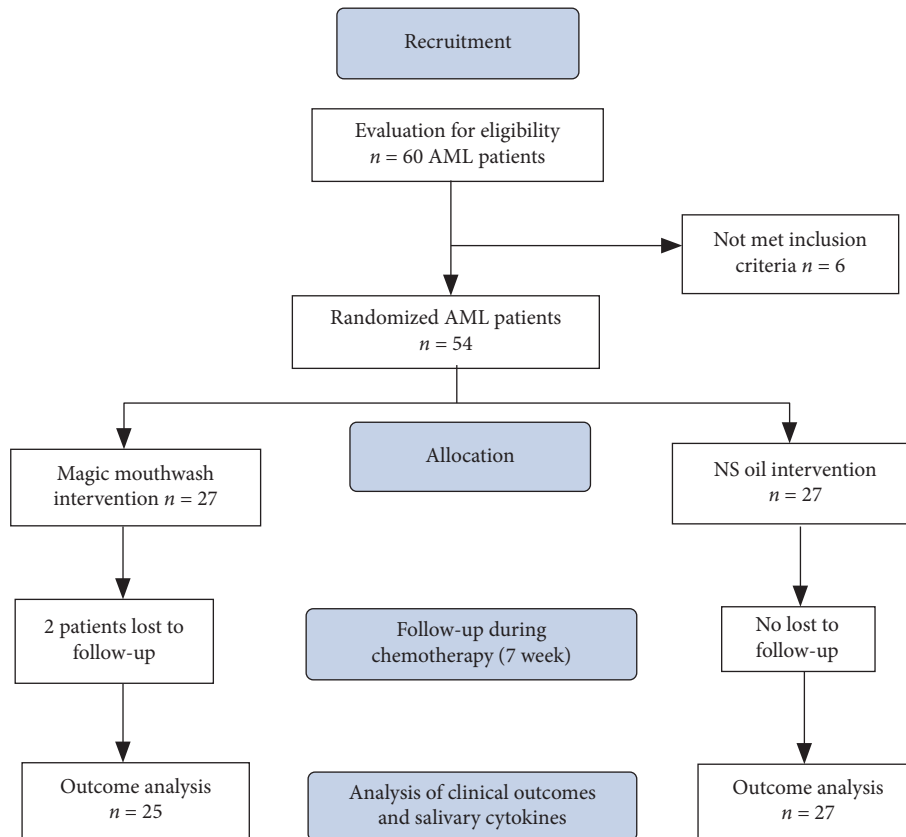 Recruitment
Evaluation for eligibility
n = 60 AML patients
Not met inclusion
criteria n = 6
Randomized AML patients
n = 54
Allocation
Magic mouthwash
intervention n = 27
NS oil intervention
n = 27
2 patients lost to
follow-up
Follow-up during
chemotherapy (7 week)
No lost to
follow-up
Outcome analysis
n = 25
Analysis of clinical outcomes
and salivary cytokines
Outcome analysis
n = 27